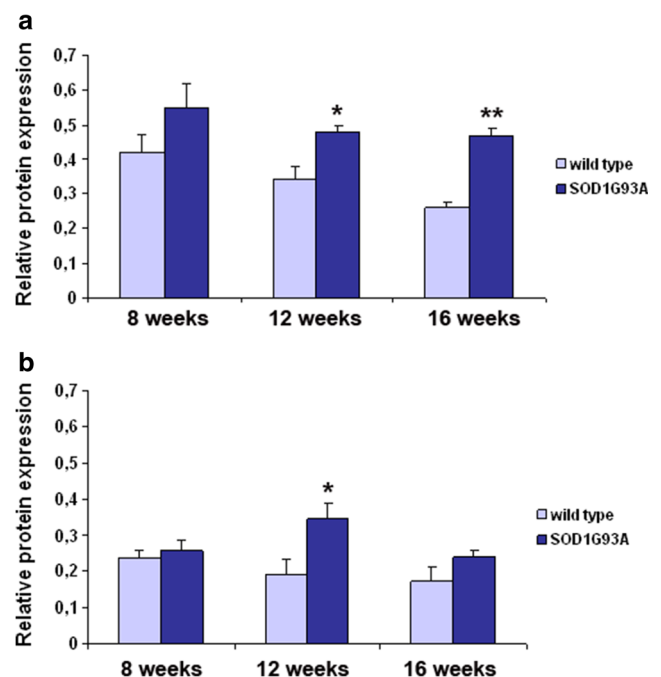 a
Relative protein expression
0,7
0,6
0,5
0,4
0,3
0,2
0,1
0
*
**
8 weeks
12 weeks
16 weeks
wild type
SOD1G93A
b
Relative protein expression
0,7
0,6
0,5
0,4
0,3
0,2
0,1
0
*
8 weeks
12 weeks
16 weeks
wild type
SOD1G93A